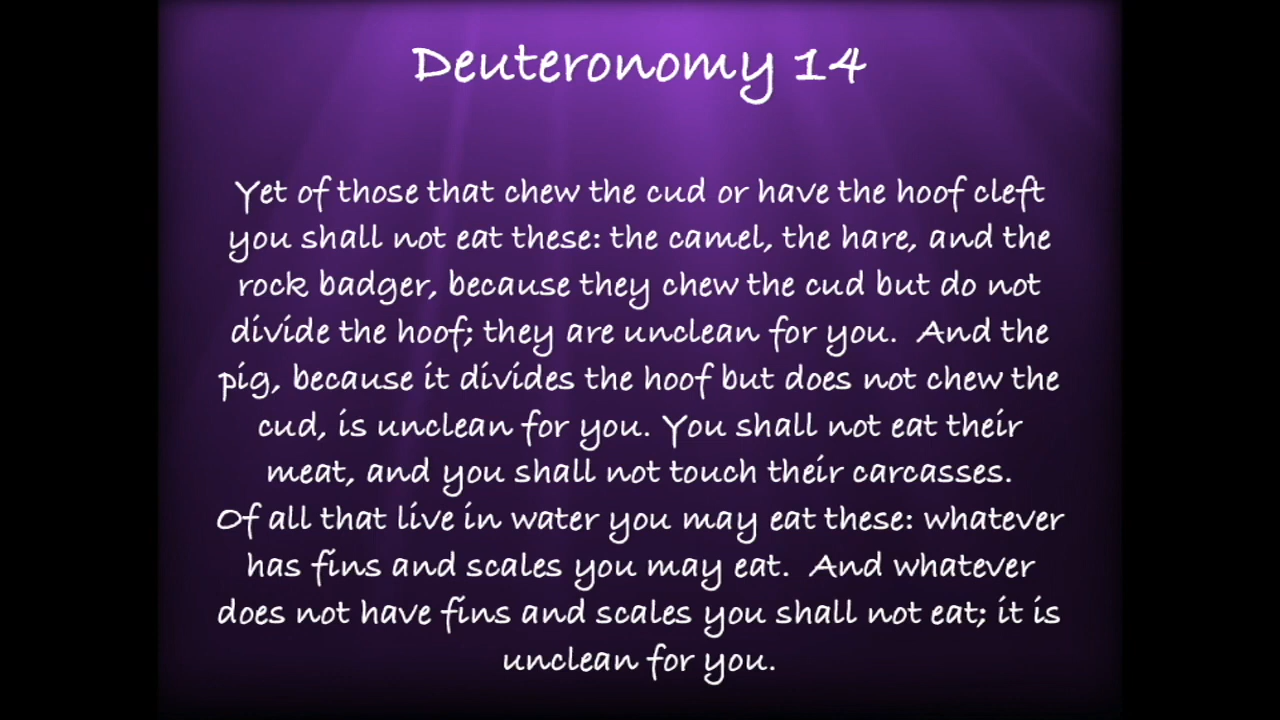 Deuteronomy 14
Yet of those that chew the cud or have the hoof cleft
you shall not eat these: the camel, the hare, and the
rock badger, because they chew the cud but do not
divide the hoof; they are unclean for you. And the
pig, because it divides the hoof but does not chew the
cud, is unclean for you. You shall not eat their
meat, and you shall not touch their carcasses.
Of all that live in water you may eat these: whatever
has fins and scales you may eat. And whatever
does not have fins and scales you shall not eat; it is
unclean for you.